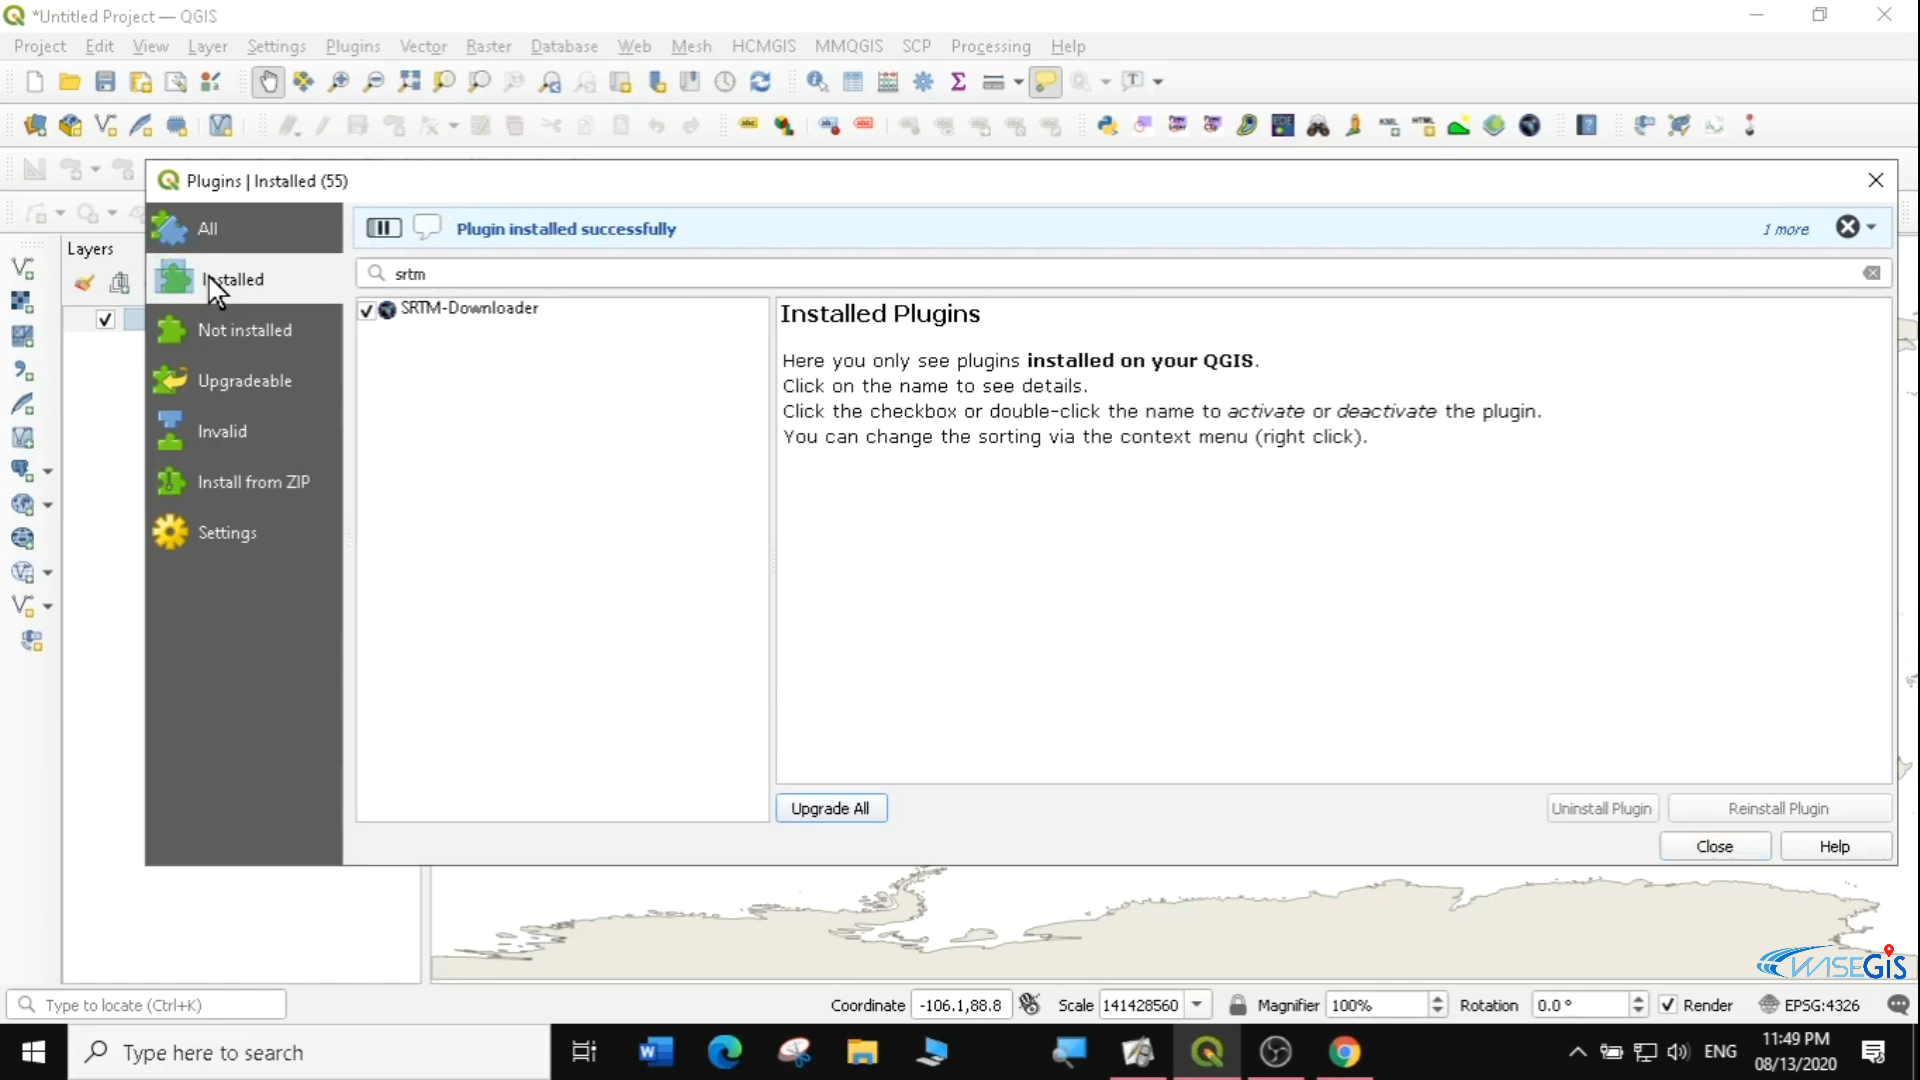 *Untitled Project — QGIS
Project Edit View Layer Settings Plugins Vector Raster Database Web Mesh HCMGIS MMQGIS SCP Processing Help
Plugins | Installed (55)
All
Plugin installed successfully
1 more
Layers
Installed
srtm
Not installed
SRTM-Downloader
Installed Plugins
Here you only see plugins installed on your QGIS.
Upgradeable
Click on the name to see details.
Click the checkbox or double-click the name to activate or deactivate the plugin.
Invalid
You can change the sorting via the context menu (right click).
Install from ZIP
Settings
Upgrade All
Uninstall Plugin
Reinstall Plugin
Close
Help
WISEGIS
Type to locate (Ctrl+K)
Coordinate -106.1,88.8 Scale 141428560 Magnifier 100% Rotation 0.0 ° Render EPSG:4326
Type here to search
ENG
11:49 PM
08/13/2020